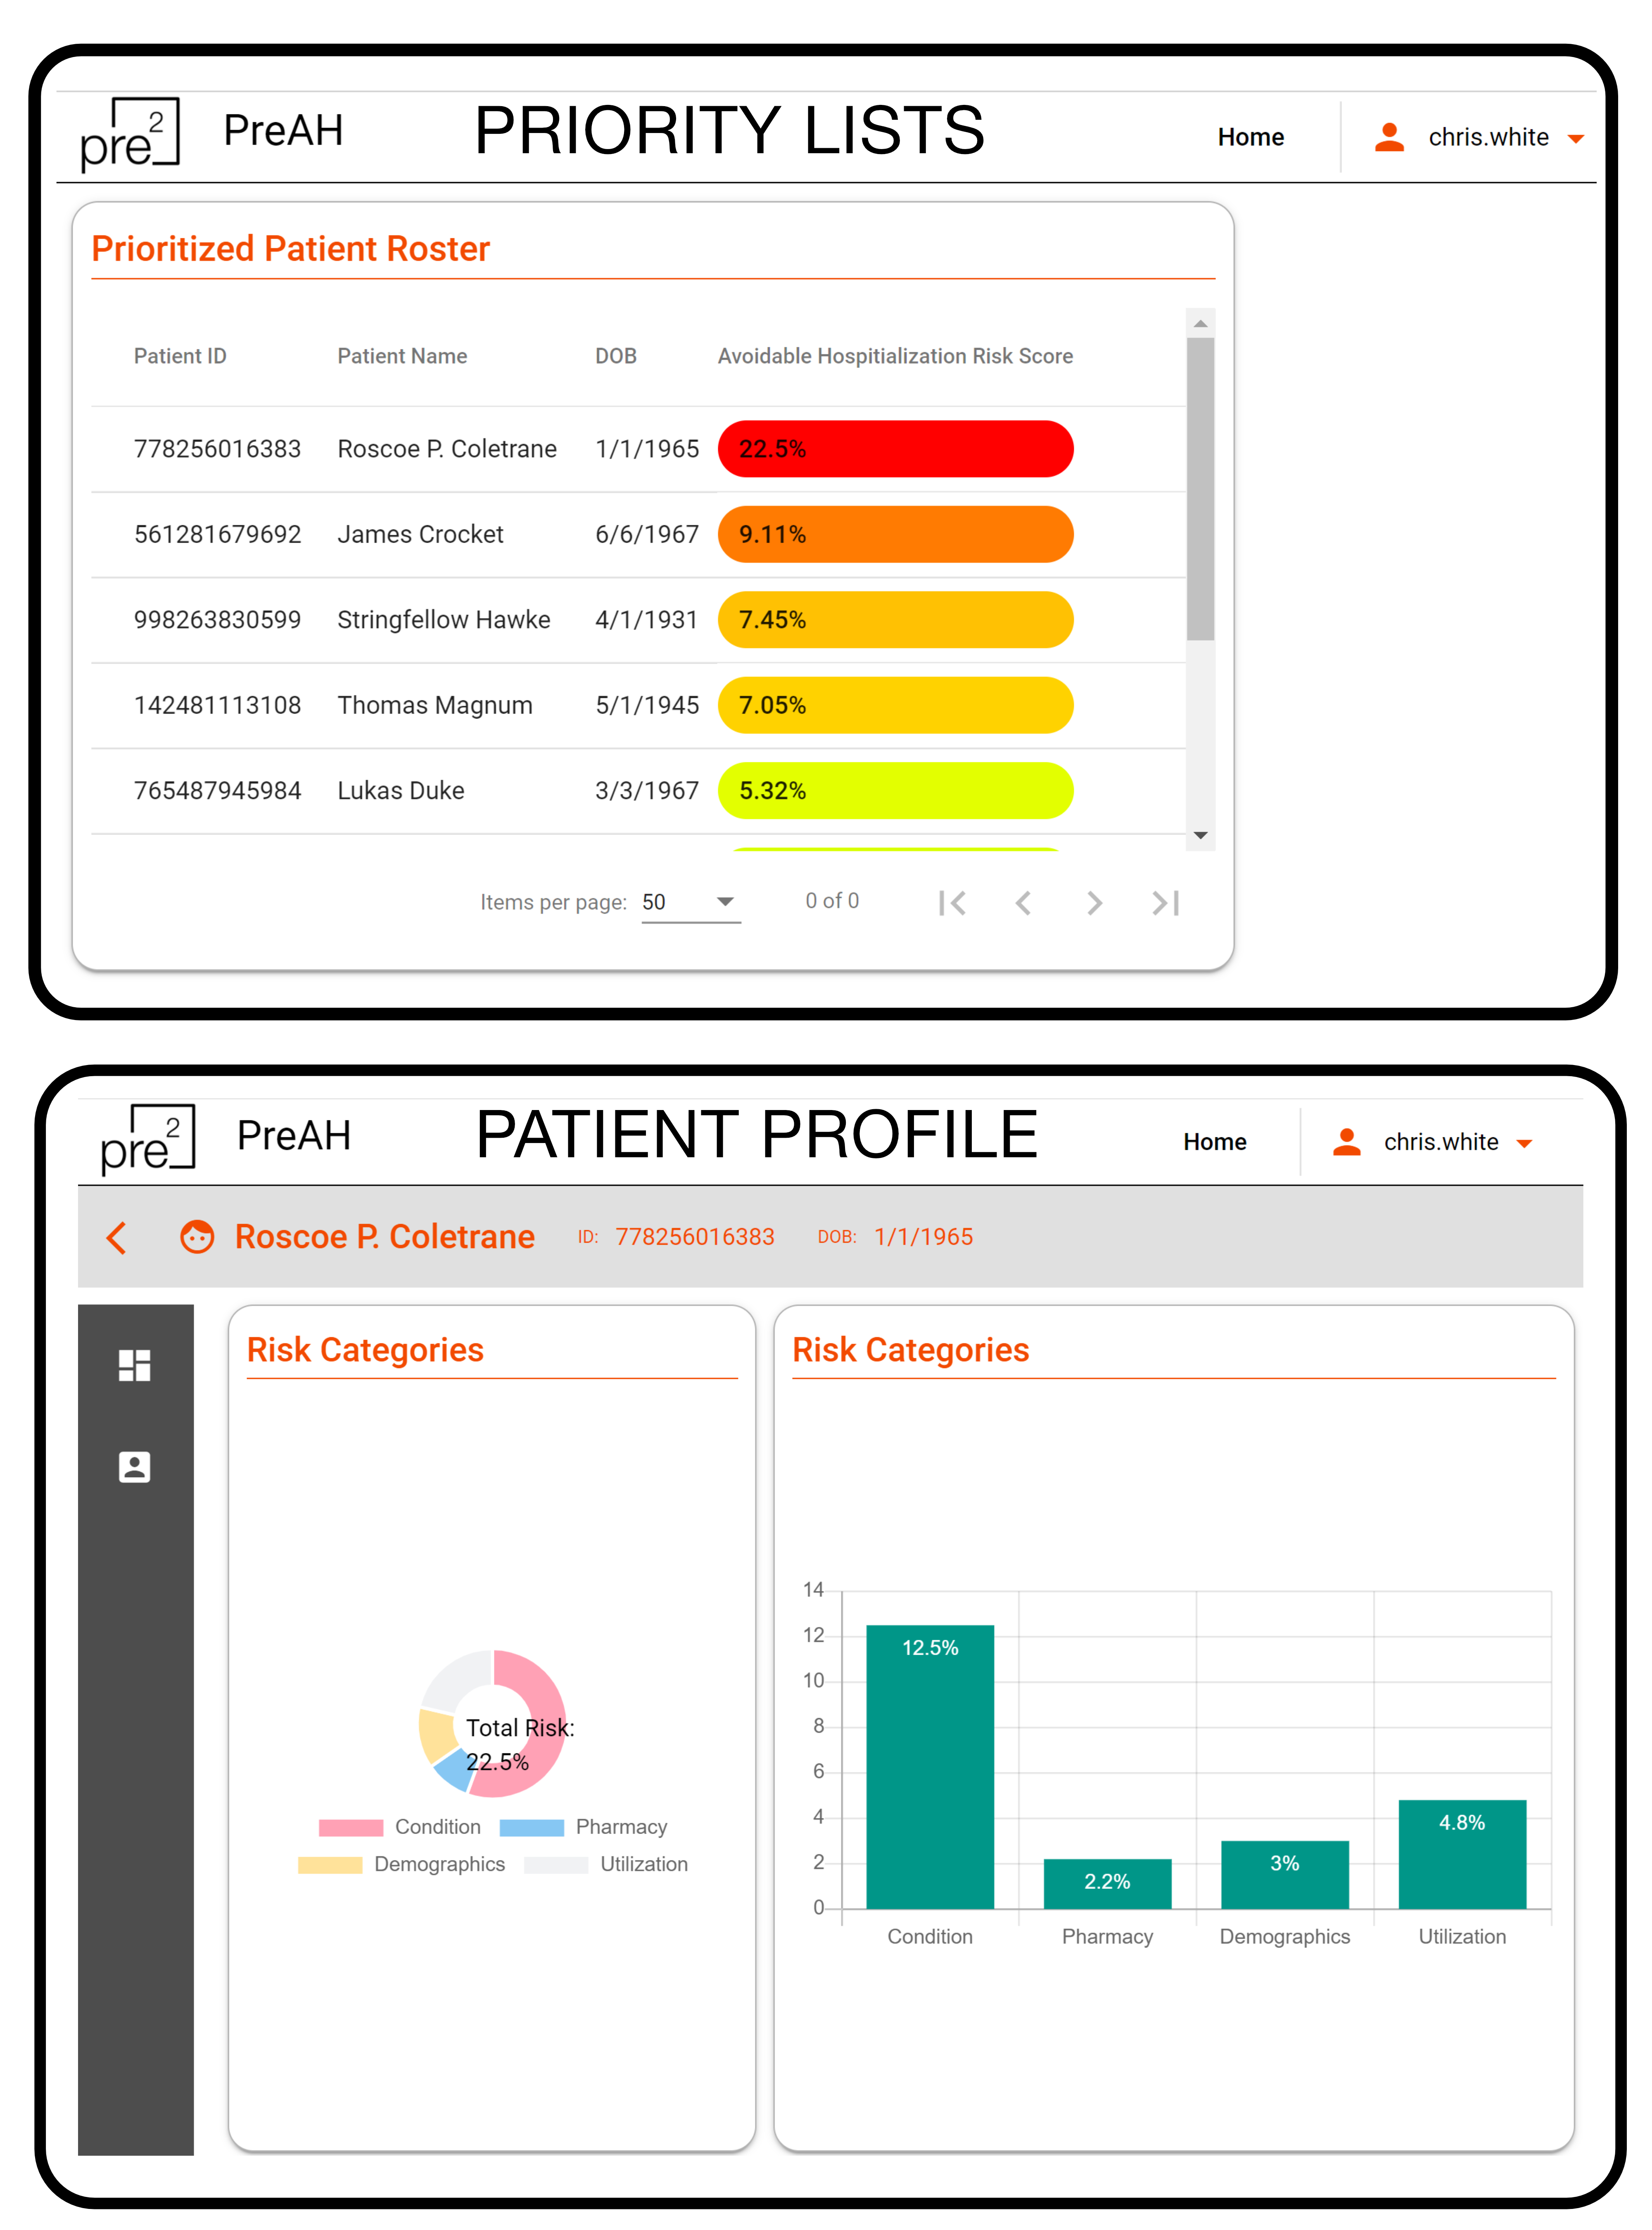 pre2 PreAH PRIORITY LISTS Home chris.white
Prioritized Patient Roster
Patient ID Patient Name DOB Avoidable Hospitialization Risk Score
778256016383 Roscoe P. Coletrane 1/1/1965 22.5%
561281679692 James Crocket 6/6/1967 9.11%
998263830599 Stringfellow Hawke 4/1/1931 7.45%
142481113108 Thomas Magnum 5/1/1945 7.05%
765487945984 Lukas Duke 3/3/1967 5.32%
Items per page: 50 0 of 0
pre2 PreAH PATIENT PROFILE Home chris.white
Roscoe P. Coletrane ID: 778256016383 DOB: 1/1/1965
Risk Categories
Total Risk:
22.5%
Condition Pharmacy
Demographics Utilization
Risk Categories
14
12
10
8
6
4
2
0
12.5% 2.2% 3% 4.8%
Condition Pharmacy Demographics Utilization